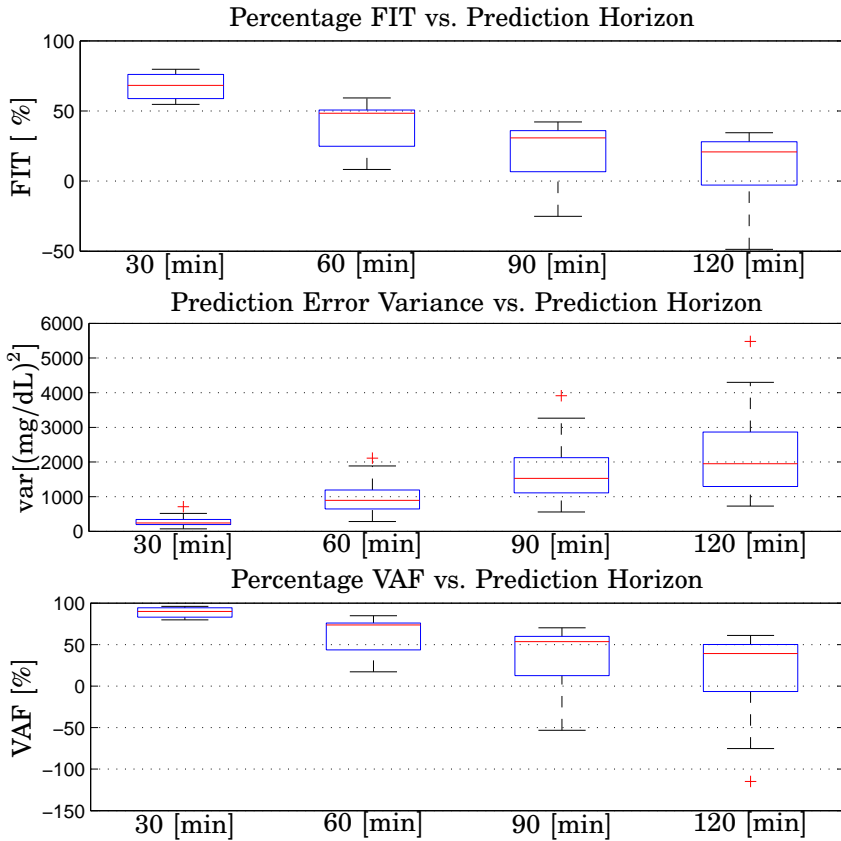 Percentage FIT vs. Prediction Horizon
100
50
0
−50
FIT [ %]
30 [min] 60 [min] 90 [min] 120 [min]
Prediction Error Variance vs. Prediction Horizon
6000
5000
4000
3000
2000
1000
0
var[(mg/dL)²]
30 [min] 60 [min] 90 [min] 120 [min]
Percentage VAF vs. Prediction Horizon
100
50
0
−50
−100
−150
VAF [%]
30 [min] 60 [min] 90 [min] 120 [min]